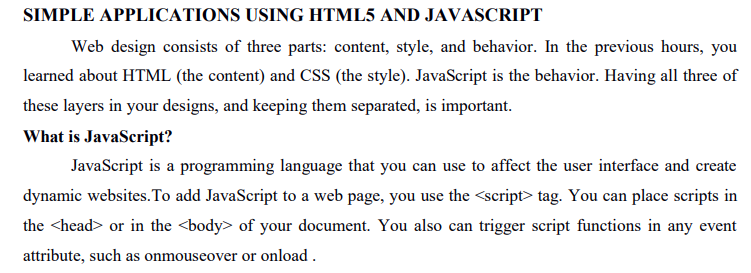 SIMPLE APPLICATIONS USING HTML5 AND JAVASCRIPT
Web design consists of three parts: content, style, and behavior. In the previous hours, you
learned about HTML (the content) and CSS (the style). JavaScript is the behavior. Having all three of
these layers in your designs, and keeping them separated, is important.
What is JavaScript?
JavaScript is a programming language that you can use to affect the user interface and create
dynamic websites.To add JavaScript to a web page, you use the <script> tag. You can place scripts in
the <head> or in the <body> of your document. You also can trigger script functions in any event
attribute, such as onmouseover or onload .